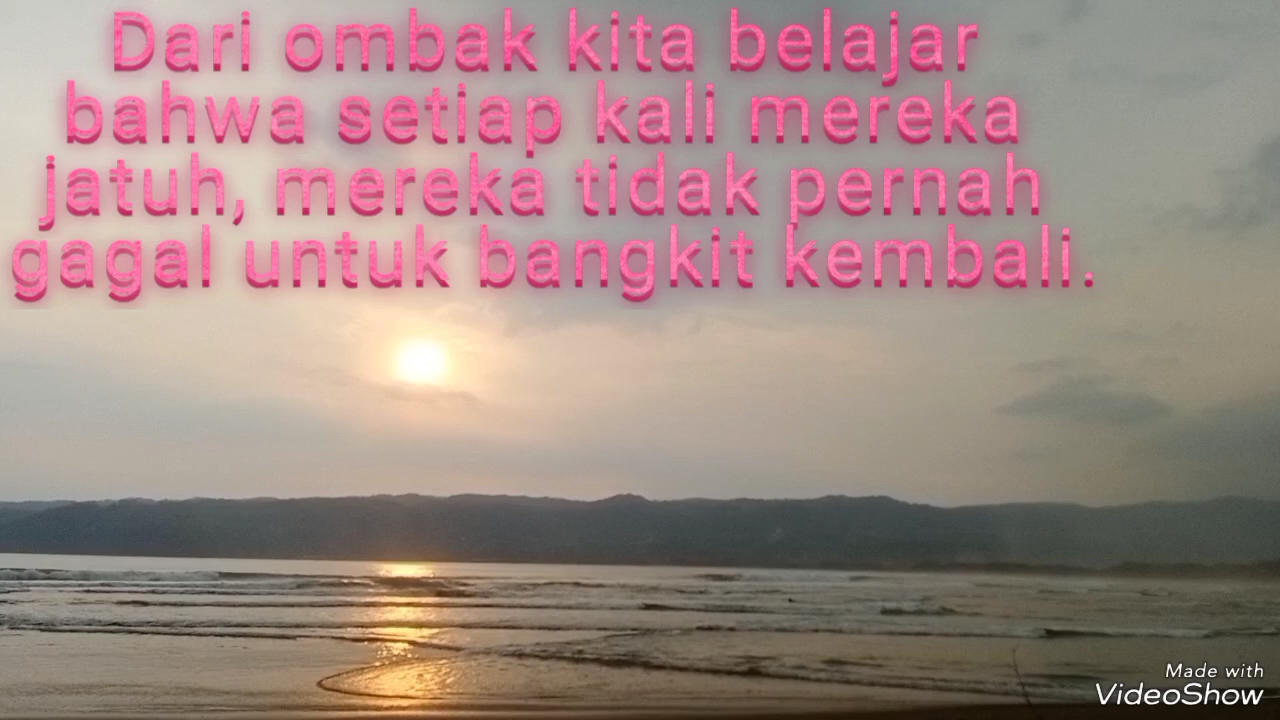 Dari ombak kita belajar
bahwa setiap kali mereka
jatuh, mereka tidak pernah
gagal untuk bangkit kembali.
Made with
VideoShow